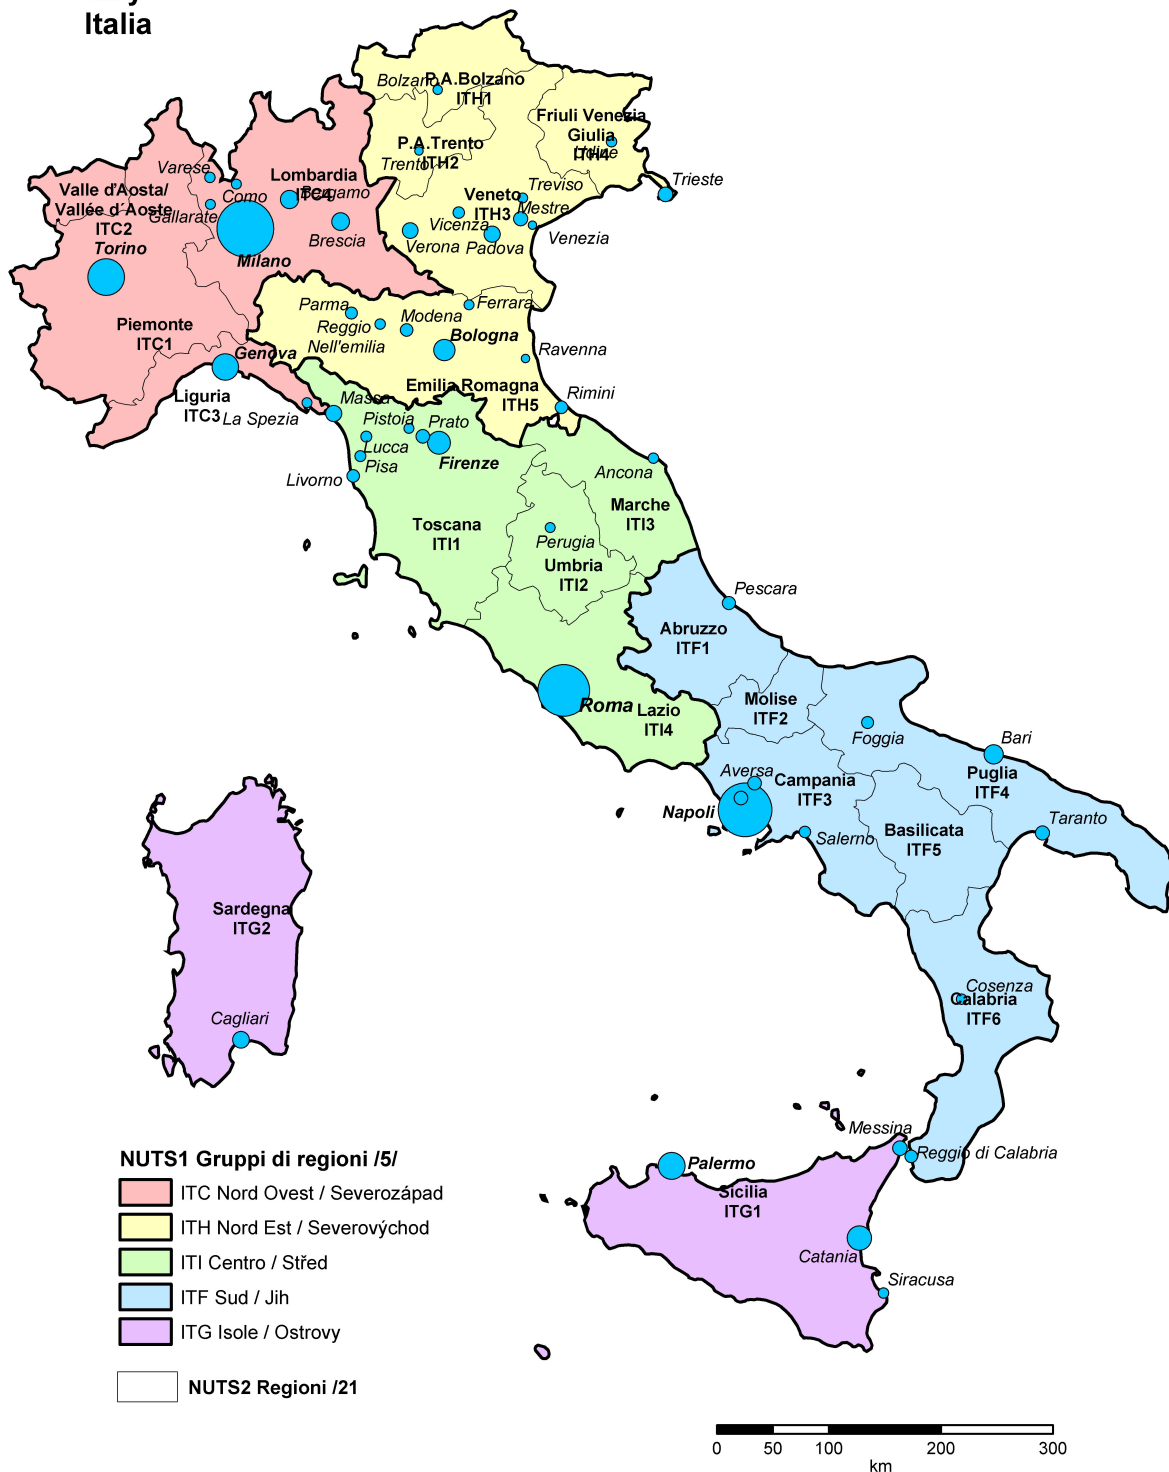 Italia
Bolzano
P.A.Bolzano
ITH1
Friuli Venezia
Giulia
ITH4
Udine
P.A.Trento
ITH2
Trento
Trieste
Varese
Lombardia
ITC4
Como
Bergamo
Gallarate
Valle d'Aosta/
Vallée d´Aoste
ITC2
Veneto
ITH3
Treviso
Mestre
Vicenza
Venezia
Verona
Padova
Brescia
Torino
Milano
Parma
Ferrara
Modena
Reggio
Nell'emilia
Bologna
Piemonte
ITC1
Genova
Ravenna
Emilia Romagna
ITH5
Rimini
Liguria
ITC3
La Spezia
Massa
Pistoia
Prato
Lucca
Pisa
Firenze
Livorno
Ancona
Marche
ITI3
Toscana
ITI1
Perugia
Umbria
ITI2
Pescara
Abruzzo
ITF1
Roma
Lazio
ITI4
Molise
ITF2
Foggia
Bari
Puglia
ITF4
Aversa
Campania
ITF3
Napoli
Salerno
Basilicata
ITF5
Taranto
Sardegna
ITG2
Cagliari
Cosenza
Calabria
ITF6
Messina
Reggio di Calabria
Palermo
Sicilia
ITG1
Catania
Siracusa
NUTS1 Gruppi di regioni /5/
ITC Nord Ovest / Severozápad
ITH Nord Est / Severovýchod
ITI Centro / Střed
ITF Sud / Jih
ITG Isole / Ostrovy
NUTS2 Regioni /21
0 50 100 200 300
km